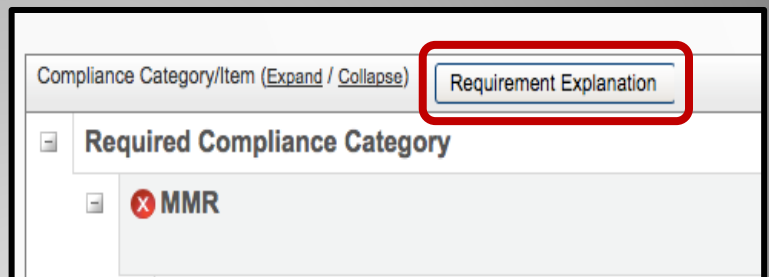 Compliance Category/Item (Expand / Collapse) Requirement Explanation
Required Compliance Category
MMR